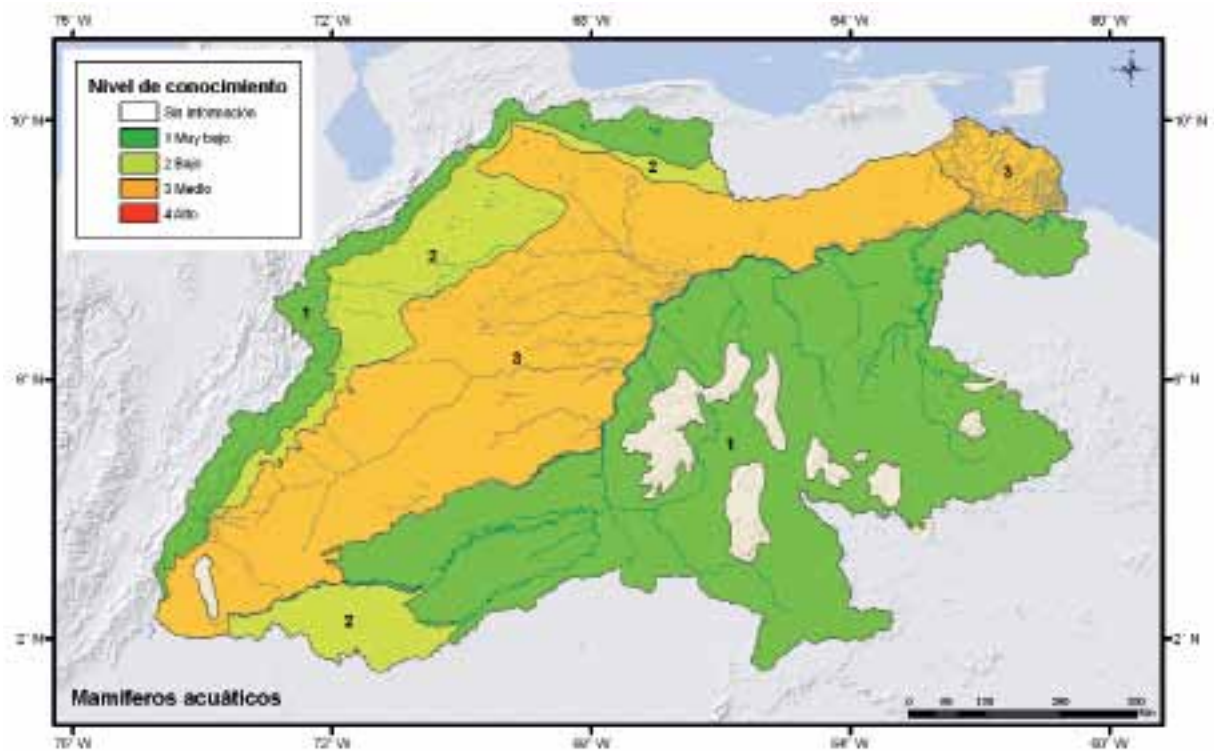 76° W 72° W 68° W 64° W 60° W
Nivel de conocimiento
Sin información
1 Muy bajo
2 Bajo
3 Medio
4 Alto
10° N 10° N
2
3
2
1
3
6° N 6° N
1
2
2° N 2° N
Mamíferos acuáticos
76° W 72° W 68° W 64° W 60° W